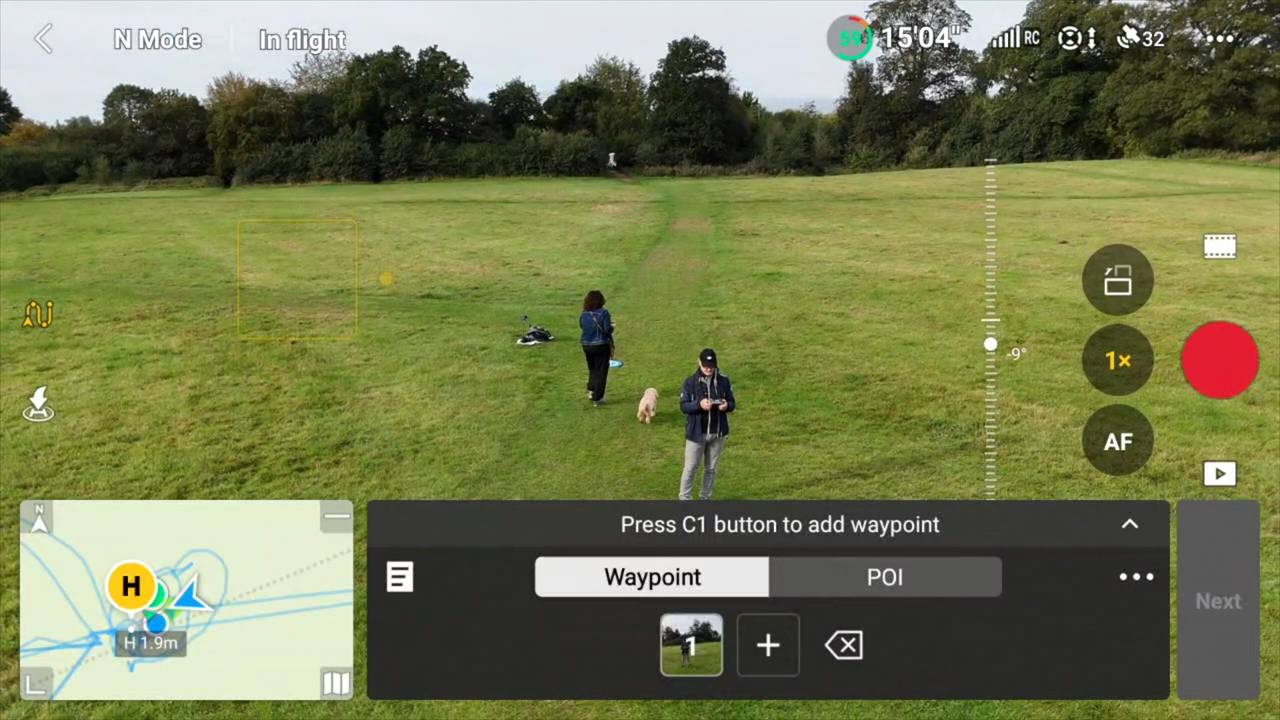 N Mode
In flight
59
15'04"
RC
32
-9°
1×
AF
Press C1 button to add waypoint
Waypoint
POI
Next
1
N
H
H 1.9m
L